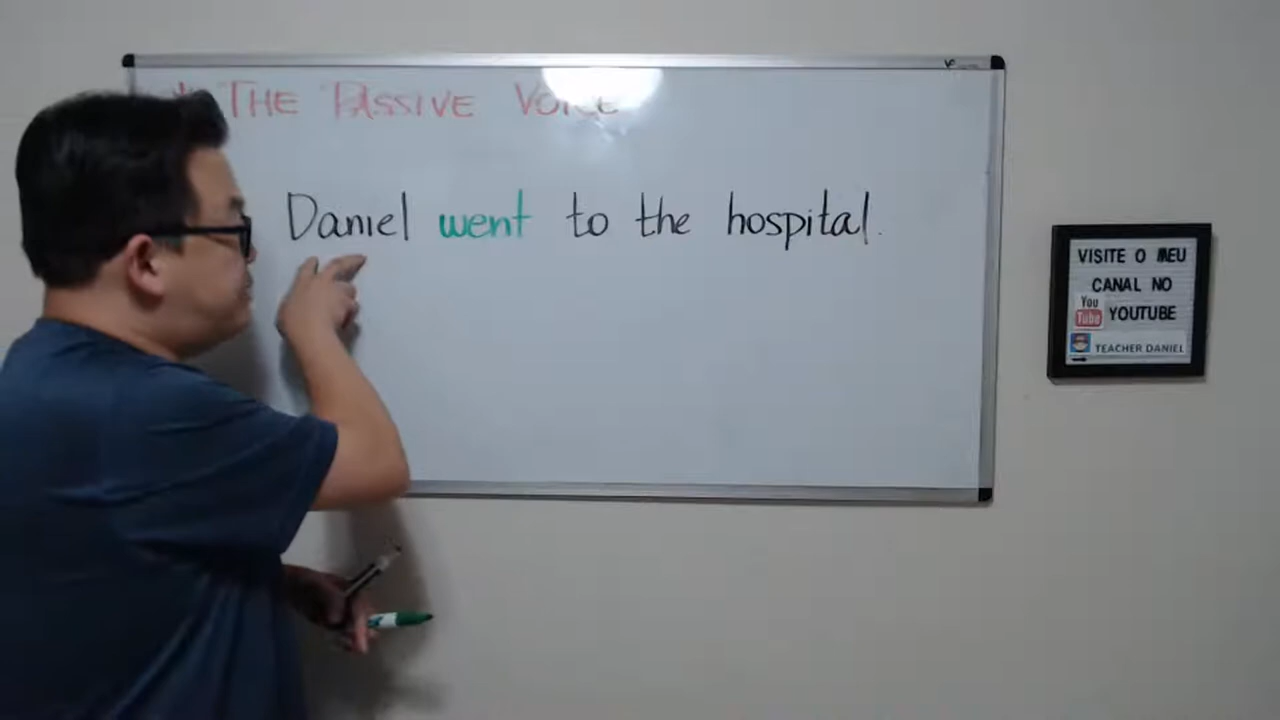 THE PASSIVE VOICE
Daniel went to the hospital.
VISITE O MEU
CANAL NO
You
Tube YOUTUBE
TEACHER DANIEL